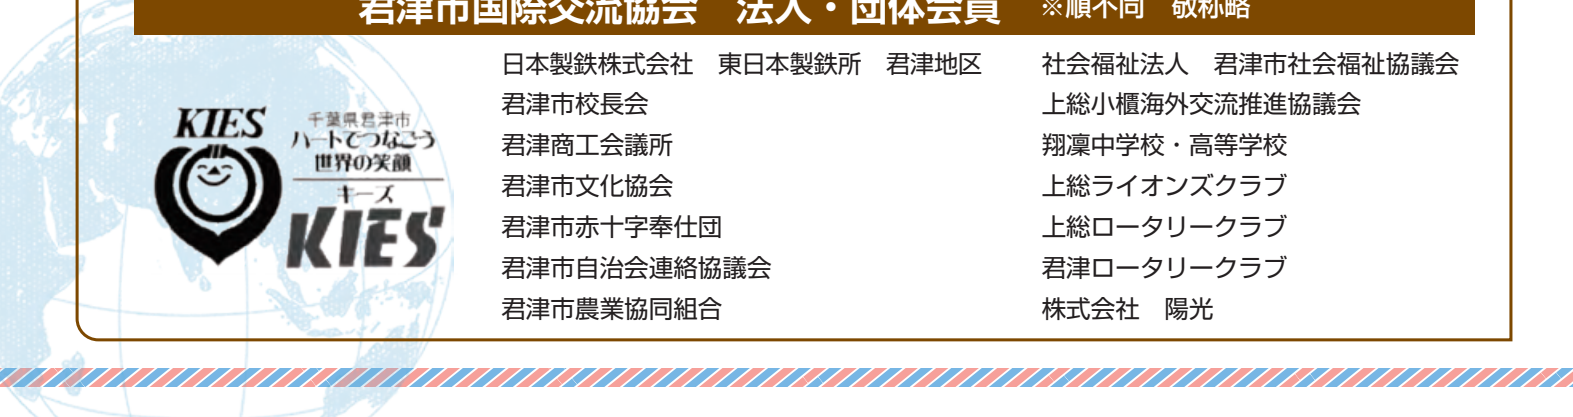 君津市国際交流協会　法人・団体会員　※順不同　敬称略
KIES
千葉県君津市
ハートでつなごう
世界の笑顔
キーズ
KIES
日本製鉄株式会社　東日本製鉄所　君津地区
君津市校長会
君津商工会議所
君津市文化協会
君津市赤十字奉仕団
君津市自治会連絡協議会
君津市農業協同組合
社会福祉法人　君津市社会福祉協議会
上総小櫃海外交流推進協議会
翔凜中学校・高等学校
上総ライオンズクラブ
上総ロータリークラブ
君津ロータリークラブ
株式会社　陽光